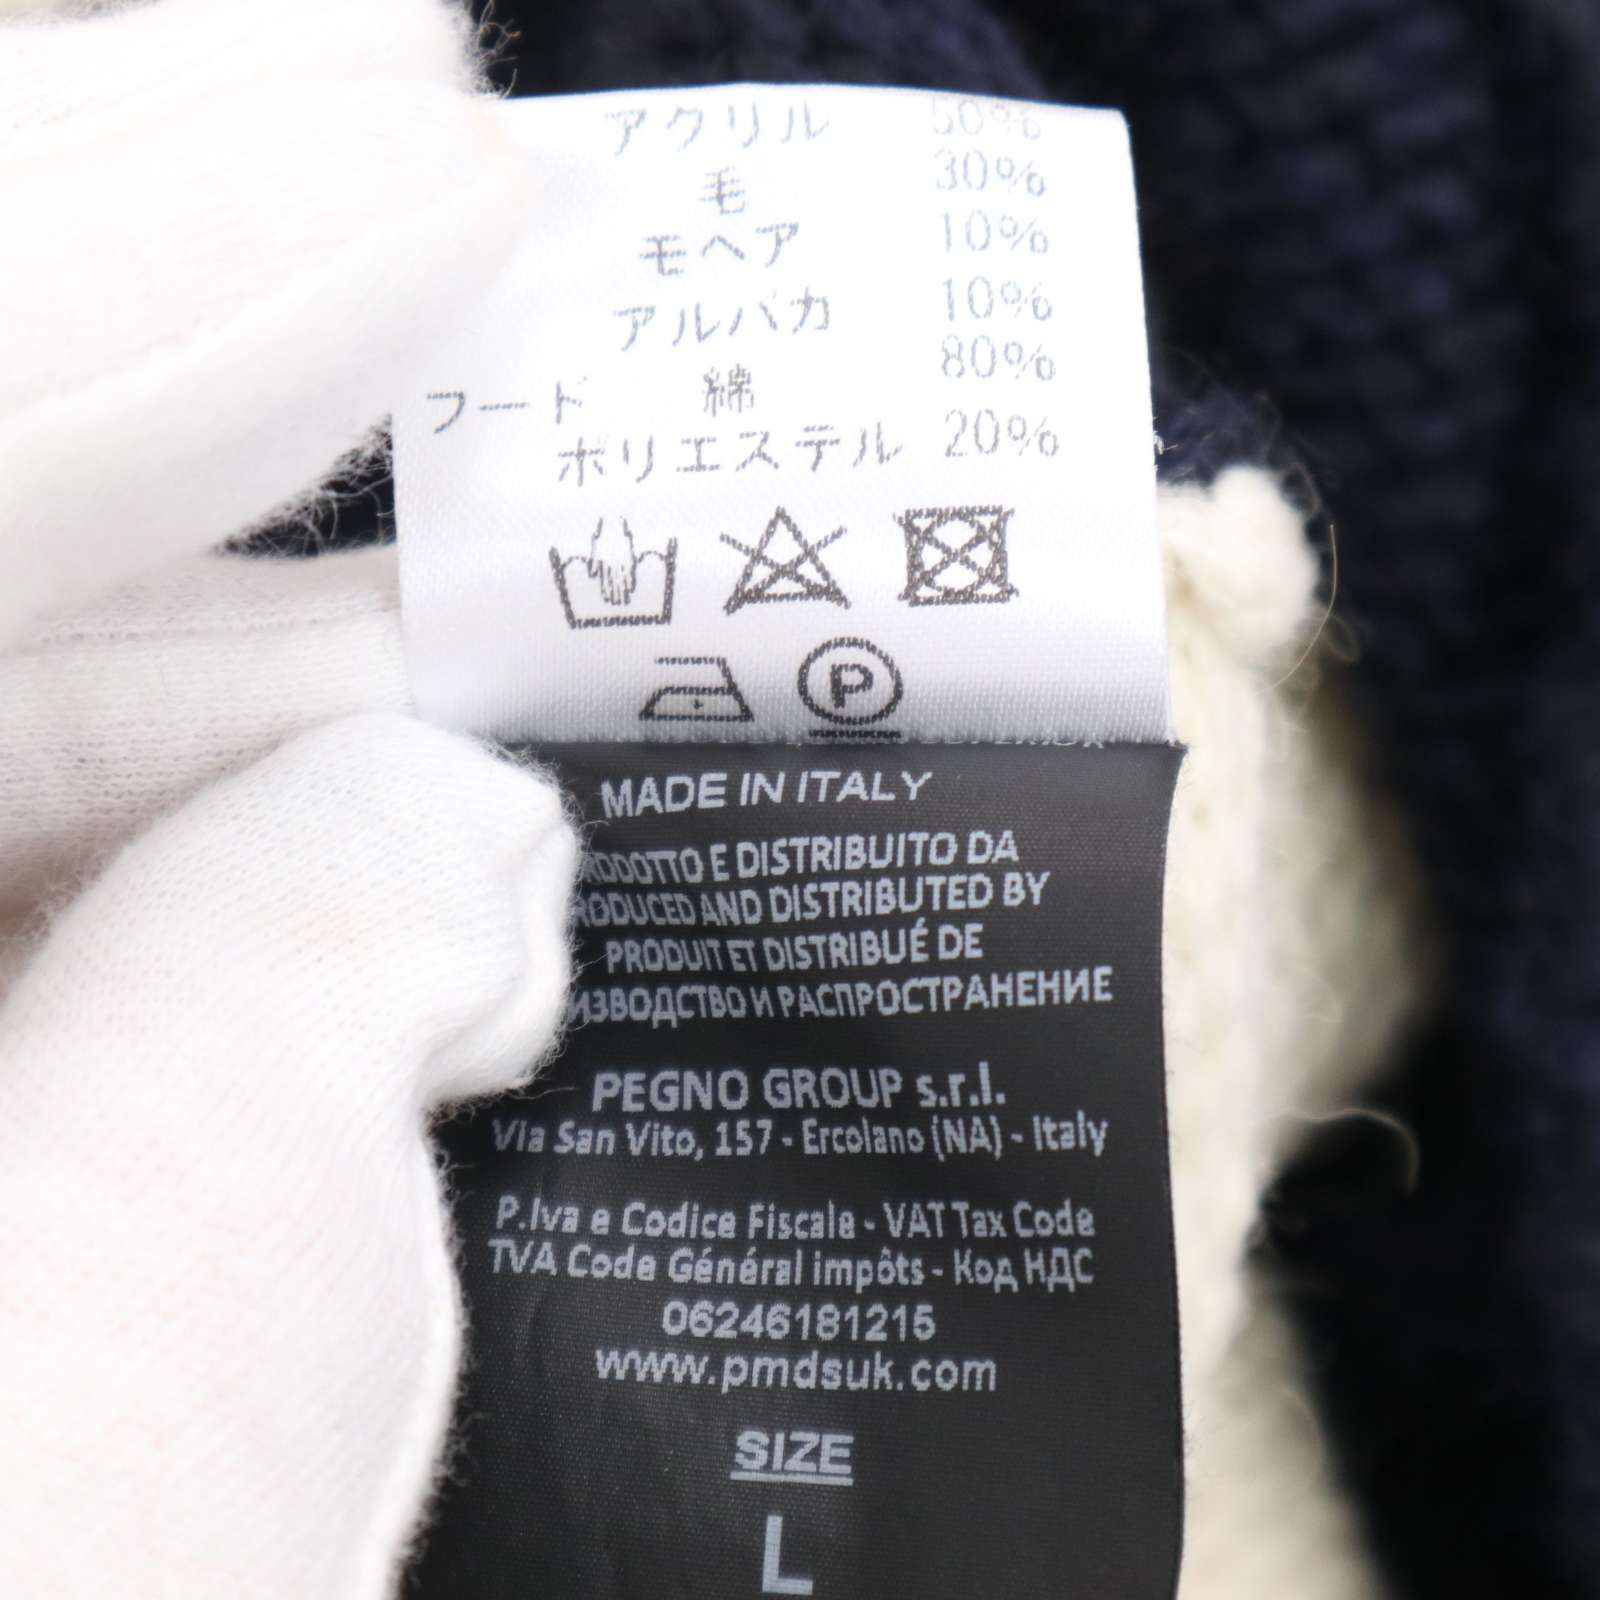 アクリル 50%
毛 30%
モヘア 10%
アルパカ 10%
フード 綿 80%
ポリエステル 20%
P
MADE IN ITALY
RODOTTO E DISTRIBUITO DA
RODUCED AND DISTRIBUTED BY
PRODUIT ET DISTRIBUÉ DE
ИЗВОДСТВО И РАСПРОСТРАНЕНИЕ
PEGNO GROUP s.r.l.
Via San Vito, 157 - Ercolano (NA) - Italy
P.Iva e Codice Fiscale - VAT Tax Code
TVA Code Général impôts - Код НДС
06246181215
www.pmdsuk.com
SIZE
L